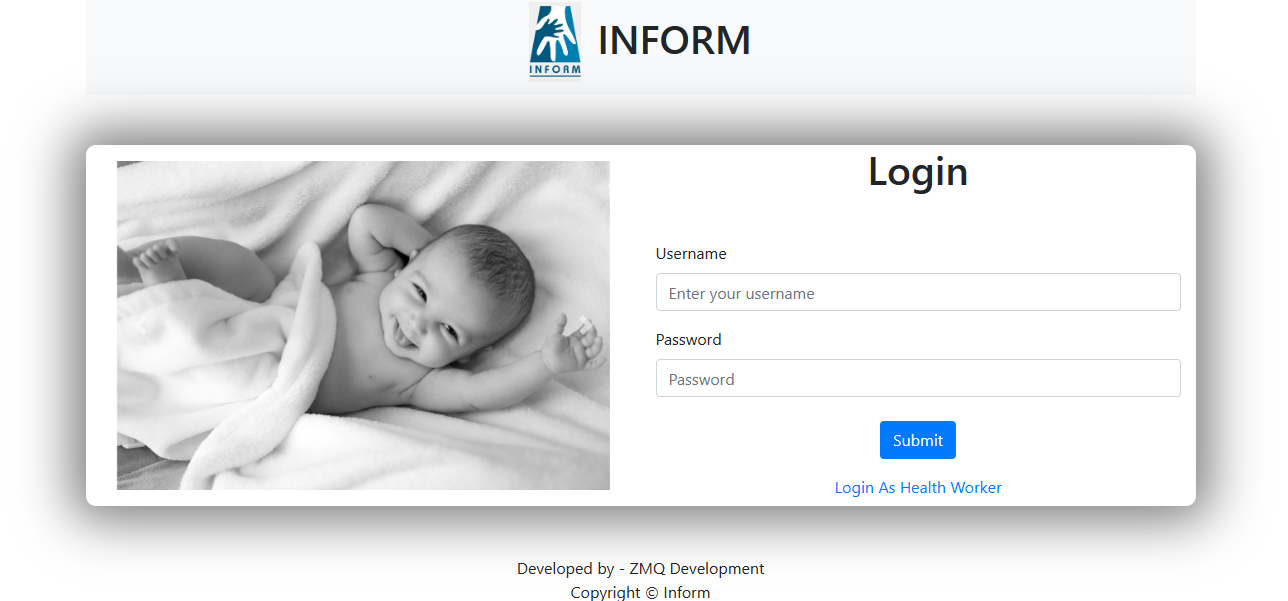 INFORM
INFORM
Login
Username
Enter your username
Password
Password
Submit
Login As Health Worker
Developed by - ZMQ Development
Copyright © Inform